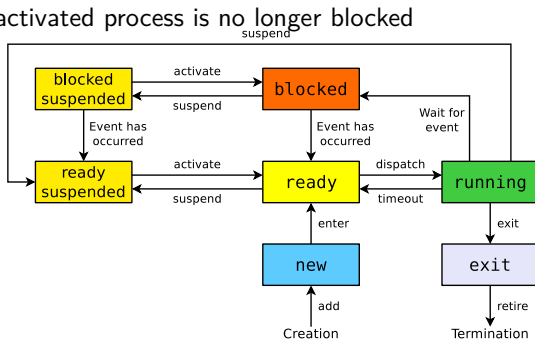 activated process is no longer blocked
suspend
blocked
suspended
activate
suspend
blocked
Event has
occurred
Event has
occurred
Wait for
event
ready
suspended
activate
suspend
ready
dispatch
timeout
running
enter
exit
new
exit
add
retire
Creation
Termination